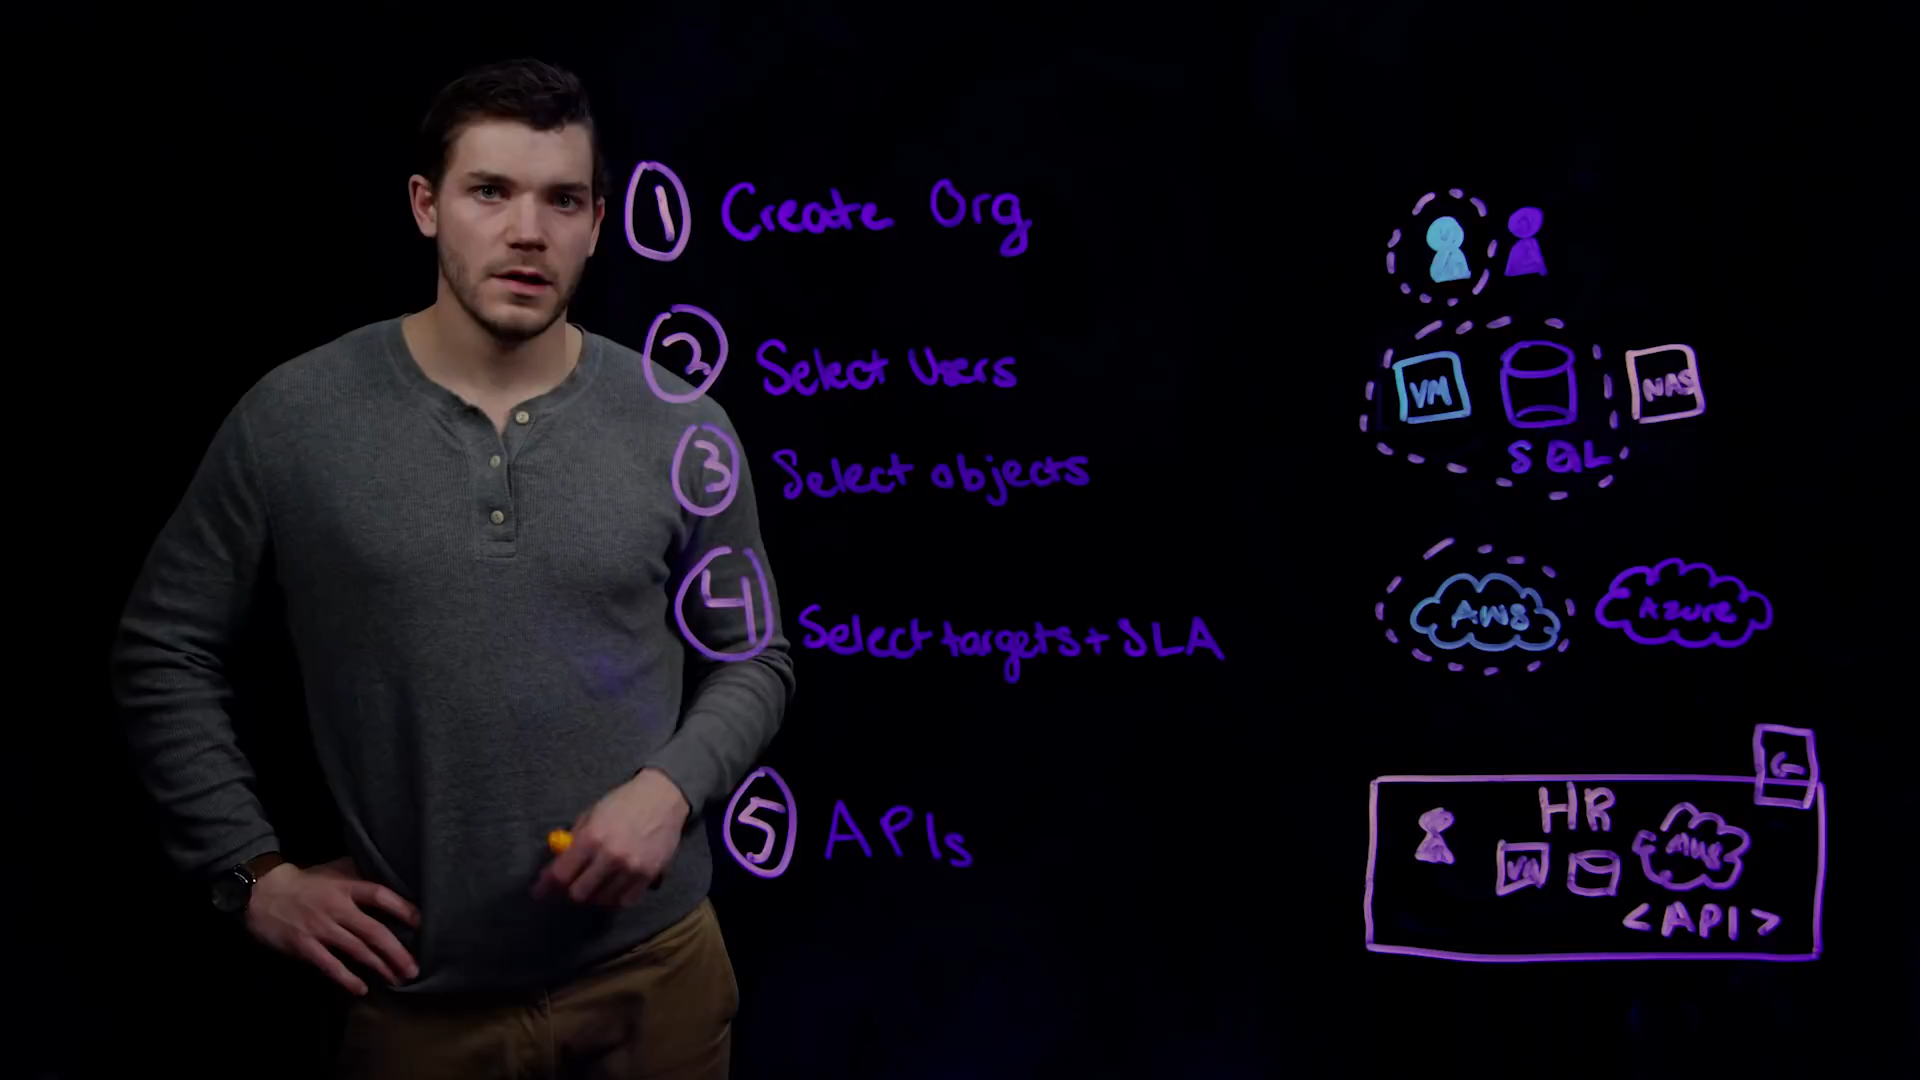 1 Create Org
2 Select Users
VM
NAS
SQL
3 Select objects
4 Select targets + SLA
AWS
Azure
5 APIs
G
HR
VM
AWS
<API>